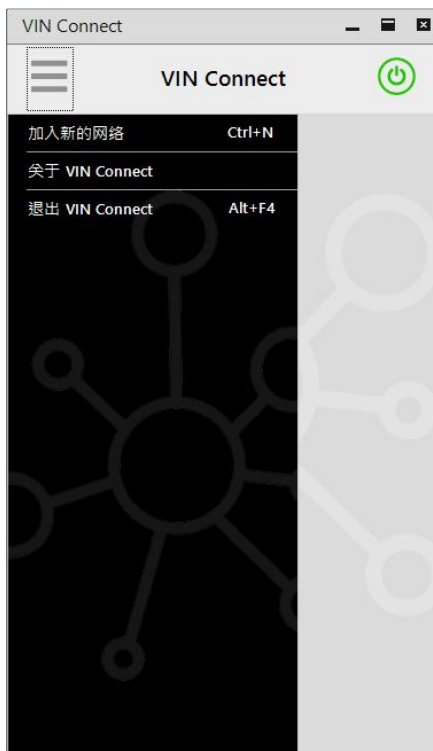 VIN Connect
VIN Connect
加入新的网络 Ctrl+N
关于 VIN Connect
退出 VIN Connect Alt+F4